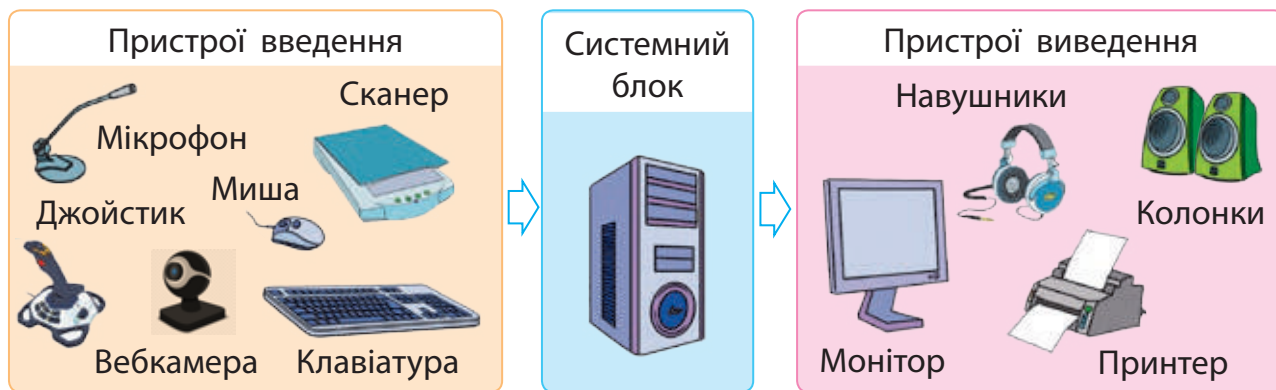 Пристрої введення
Сканер
Мікрофон
Миша
Джойстик
Вебкамера
Клавіатура
Системний
блок
Пристрої виведення
Навушники
Колонки
Монітор
Принтер